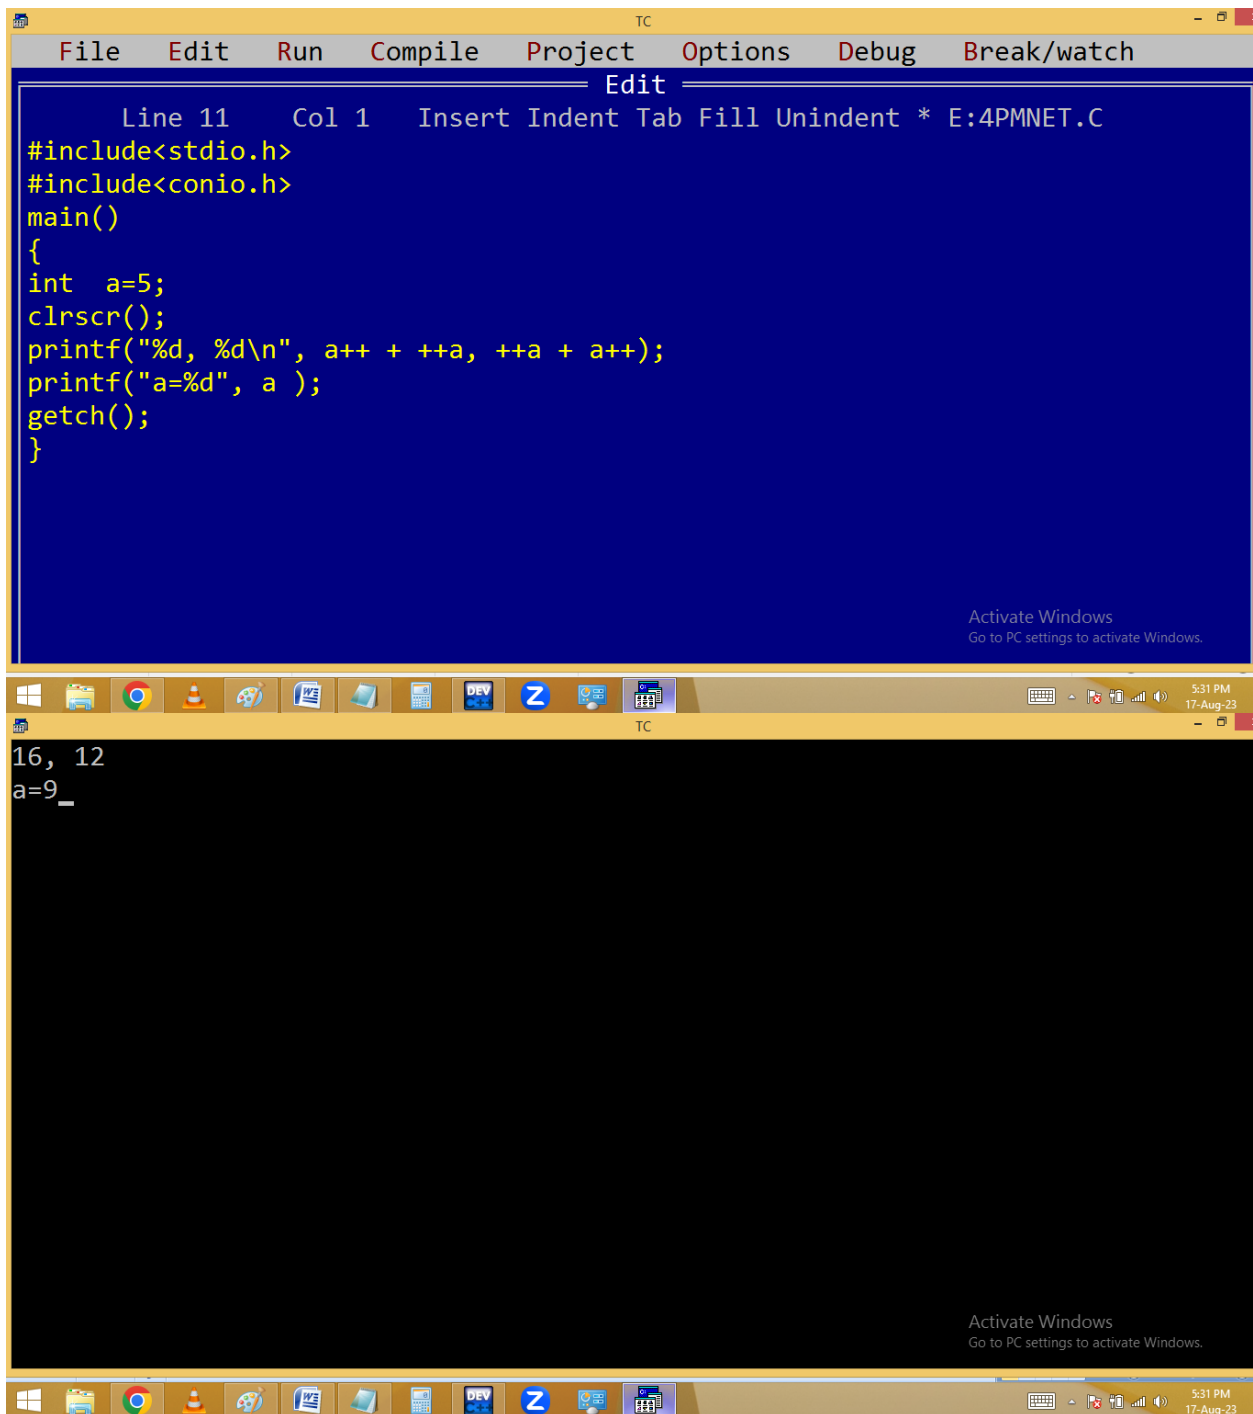 TC
File Edit Run Compile Project Options Debug Break/watch
Edit
Line 11 Col 1 Insert Indent Tab Fill Unindent * E:4PMNET.C
#include<stdio.h>
#include<conio.h>
main()
{
int  a=5;
clrscr();
printf("%d, %d\n", a++ + ++a, ++a + a++);
printf("a=%d", a );
getch();
}
Activate Windows
Go to PC settings to activate Windows.
DEV C++ Z
5:31 PM
17-Aug-23
TC
16, 12
a=9_
Activate Windows
Go to PC settings to activate Windows.
DEV C++ Z
5:31 PM
17-Aug-23